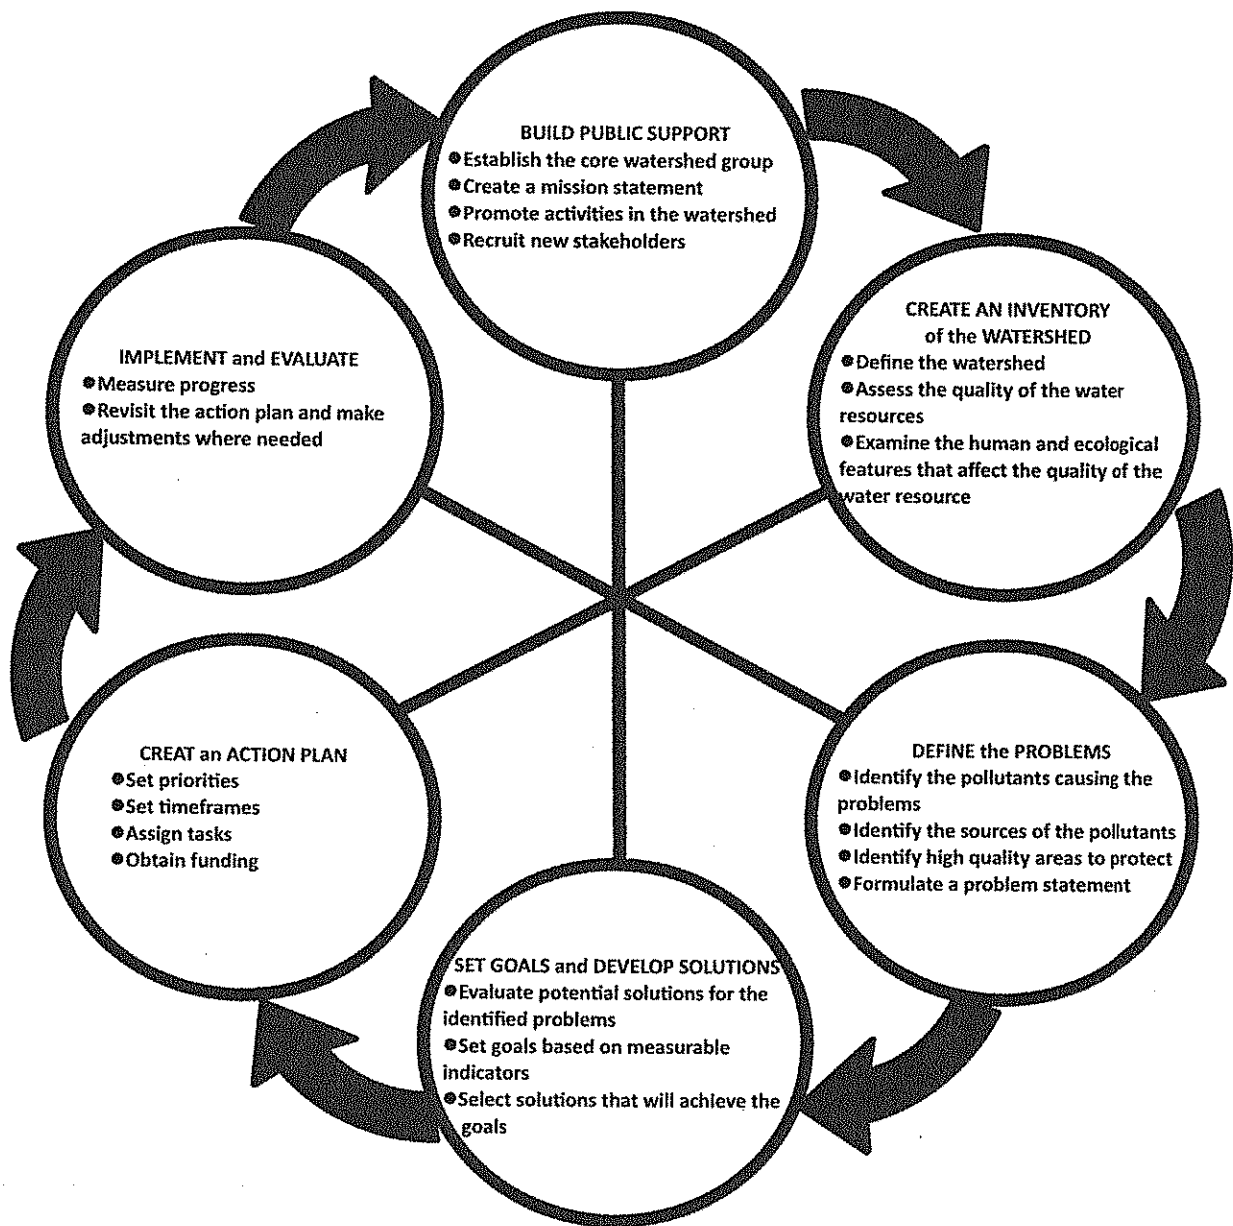 BUILD PUBLIC SUPPORT
●Establish the core watershed group
●Create a mission statement
●Promote activities in the watershed
●Recruit new stakeholders
CREATE AN INVENTORY
of the WATERSHED
●Define the watershed
●Assess the quality of the water
resources
●Examine the human and ecological
features that affect the quality of the
water resource
DEFINE the PROBLEMS
●Identify the pollutants causing the
problems
●Identify the sources of the pollutants
●Identify high quality areas to protect
●Formulate a problem statement
SET GOALS and DEVELOP SOLUTIONS
●Evaluate potential solutions for the
identified problems
●Set goals based on measurable
indicators
●Select solutions that will achieve the
goals
CREAT an ACTION PLAN
●Set priorities
●Set timeframes
●Assign tasks
●Obtain funding
IMPLEMENT and EVALUATE
●Measure progress
●Revisit the action plan and make
adjustments where needed